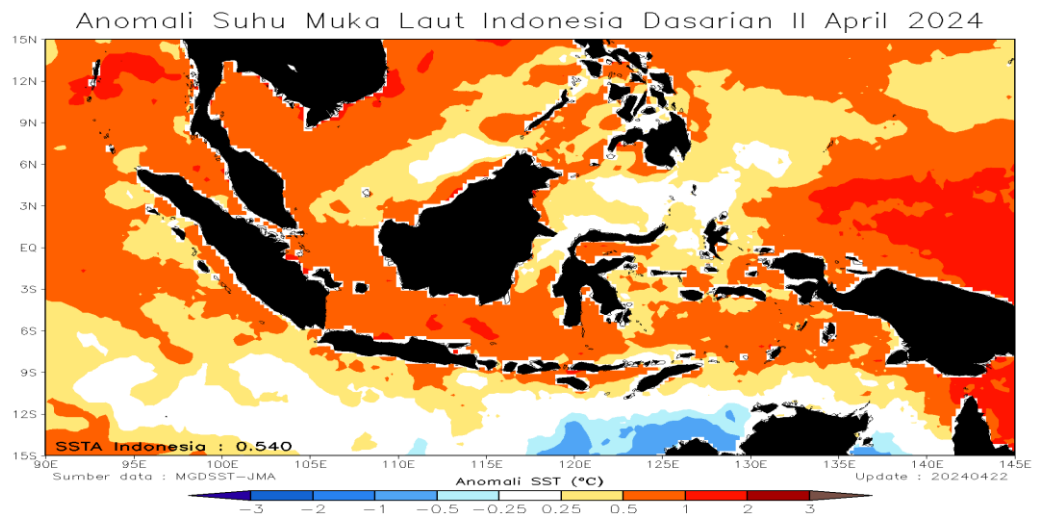 Anomali Suhu Muka Laut Indonesia Dasarian II April 2024
15N
12N
9N
6N
3N
EQ
3S
6S
9S
12S
15S
SSTA Indonesia : 0.540
90E 95E 100E 105E 110E 115E 120E 125E 130E 135E 140E 145E
Sumber data : MGDSST-JMA
Anomali SST (°C)
Update : 20240422
-3 -2 -1 -0.5 -0.25 0.25 0.5 1 2 3